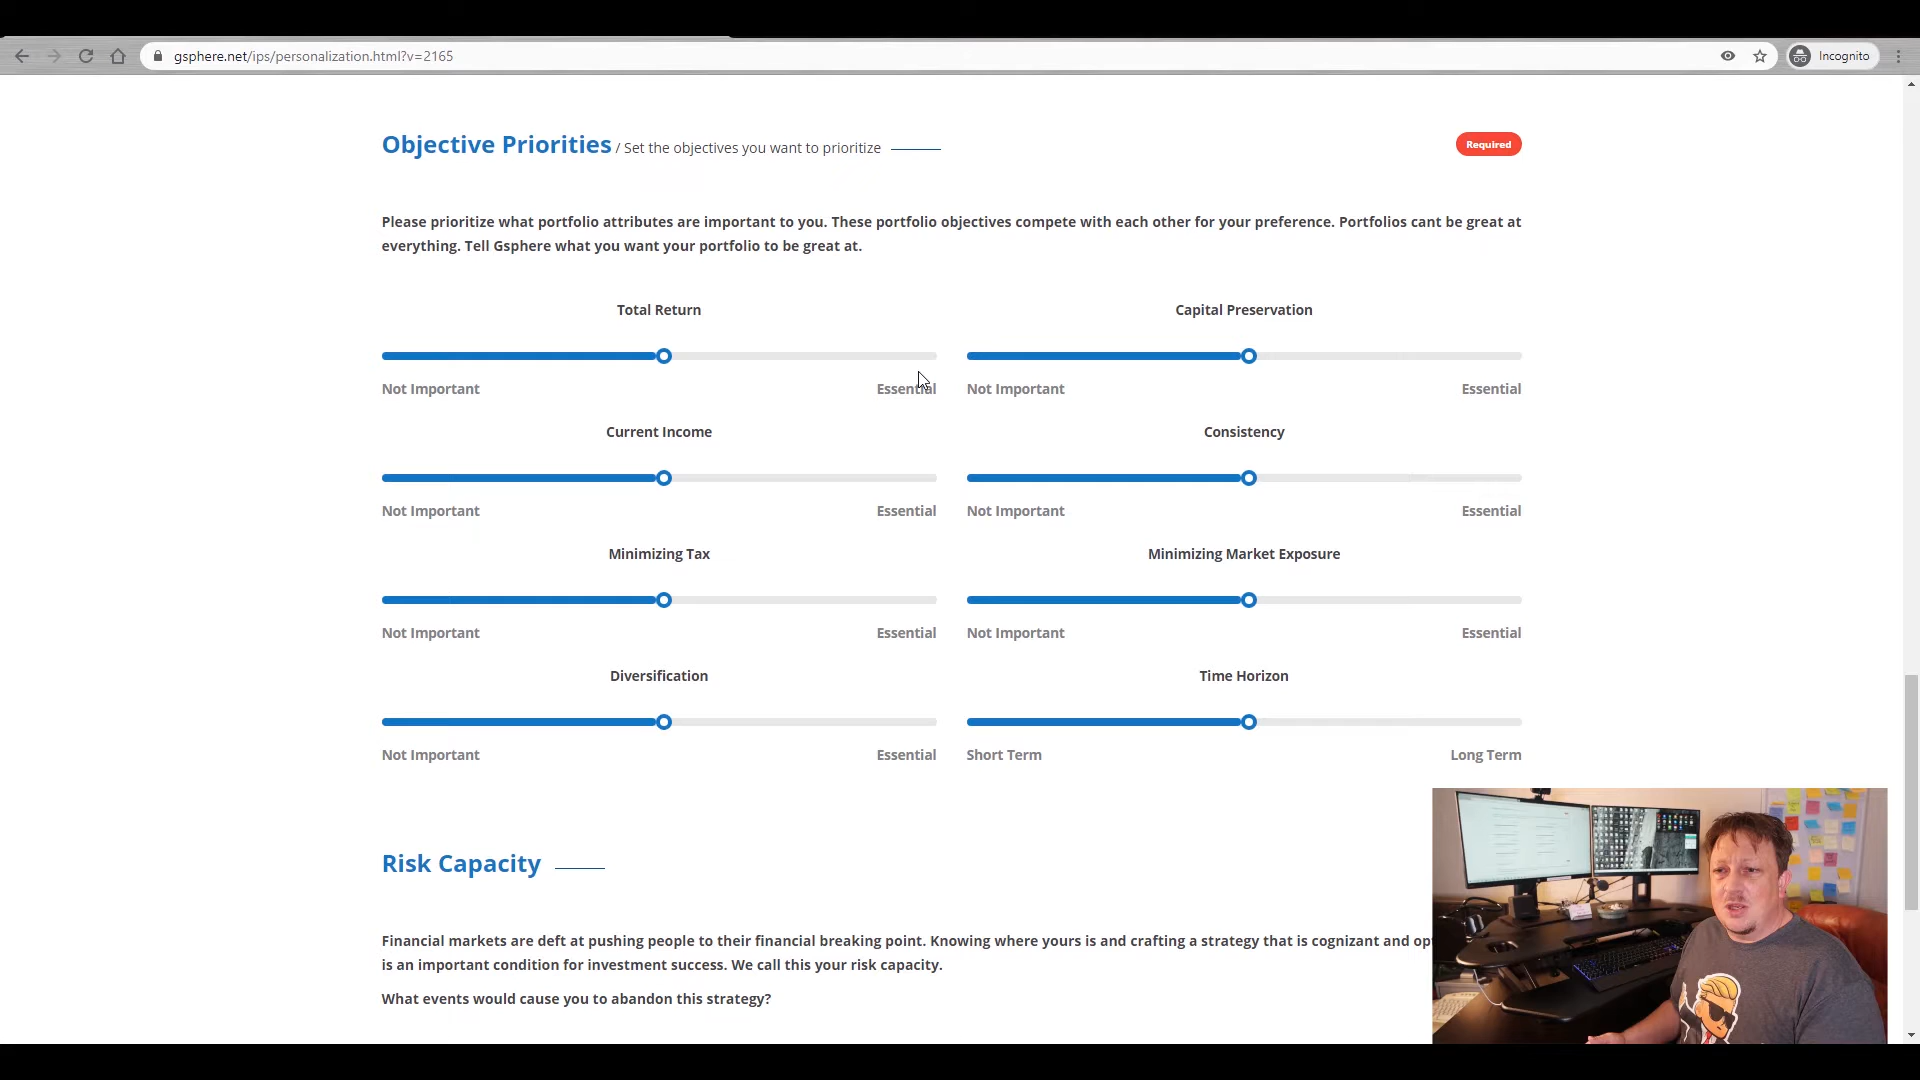 gsphere.net/ips/personalization.html?v=2165
Incognito
Objective Priorities / Set the objectives you want to prioritize
Required
Please prioritize what portfolio attributes are important to you. These portfolio objectives compete with each other for your preference. Portfolios cant be great at
everything. Tell Gsphere what you want your portfolio to be great at.
Total Return
Capital Preservation
Not Important
Essential
Not Important
Essential
Current Income
Consistency
Not Important
Essential
Not Important
Essential
Minimizing Tax
Minimizing Market Exposure
Not Important
Essential
Not Important
Essential
Diversification
Time Horizon
Not Important
Essential
Short Term
Long Term
Risk Capacity
Financial markets are deft at pushing people to their financial breaking point. Knowing where yours is and crafting a strategy that is cognizant and
is an important condition for investment success. We call this your risk capacity.
What events would cause you to abandon this strategy?